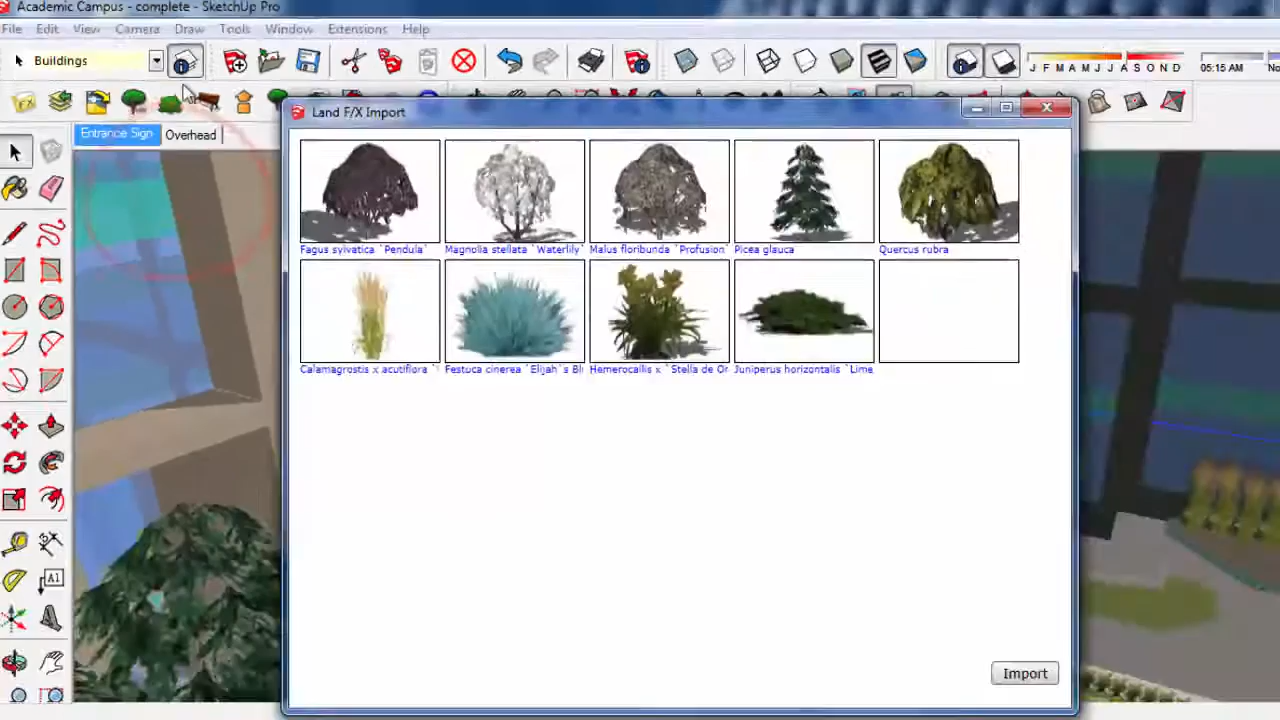 Academic Campus - complete - SketchUp Pro
File Edit View Camera Draw Tools Window Extensions Help
Buildings
J F M A M J J A S O N D 05:15 AM
Entrance Sign Overhead
Land F/X Import
Fagus sylvatica `Pendula` Magnolia stellata `Waterlily` Malus floribunda `Profusion` Picea glauca Quercus rubra
Calamagrostis x acutiflora ` Festuca cinerea `Elijah`s Bl Hemerocallis x `Stella de Or Juniperus horizontalis `Lime
A1
Import